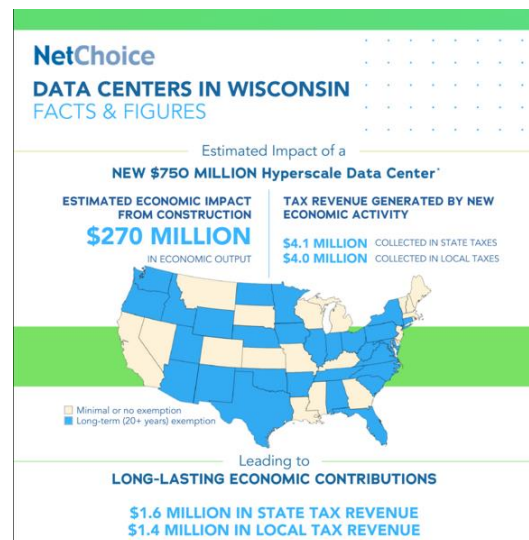 NetChoice
DATA CENTERS IN WISCONSIN
FACTS & FIGURES
Estimated Impact of a
NEW $750 MILLION Hyperscale Data Center*
ESTIMATED ECONOMIC IMPACT
FROM CONSTRUCTION
$270 MILLION
IN ECONOMIC OUTPUT
TAX REVENUE GENERATED BY NEW
ECONOMIC ACTIVITY
$4.1 MILLION COLLECTED IN STATE TAXES
$4.0 MILLION COLLECTED IN LOCAL TAXES
Minimal or no exemption
Long-term (20+ years) exemption
Leading to
LONG-LASTING ECONOMIC CONTRIBUTIONS
$1.6 MILLION IN STATE TAX REVENUE
$1.4 MILLION IN LOCAL TAX REVENUE